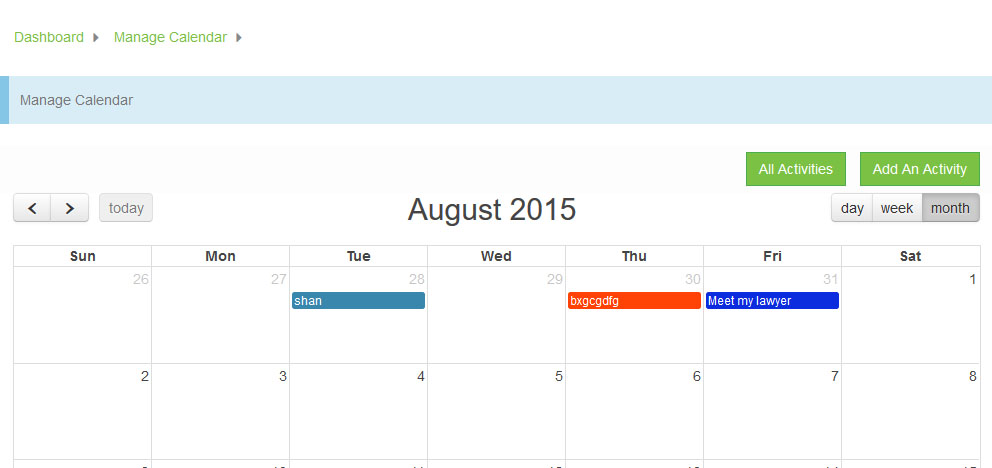 Dashboard Manage Calendar
Manage Calendar
All Activities Add An Activity
today August 2015 day week month
Sun Mon Tue Wed Thu Fri Sat
26 27 28 29 30 31 1
shan bxgcgdfg Meet my lawyer
2 3 4 5 6 7 8